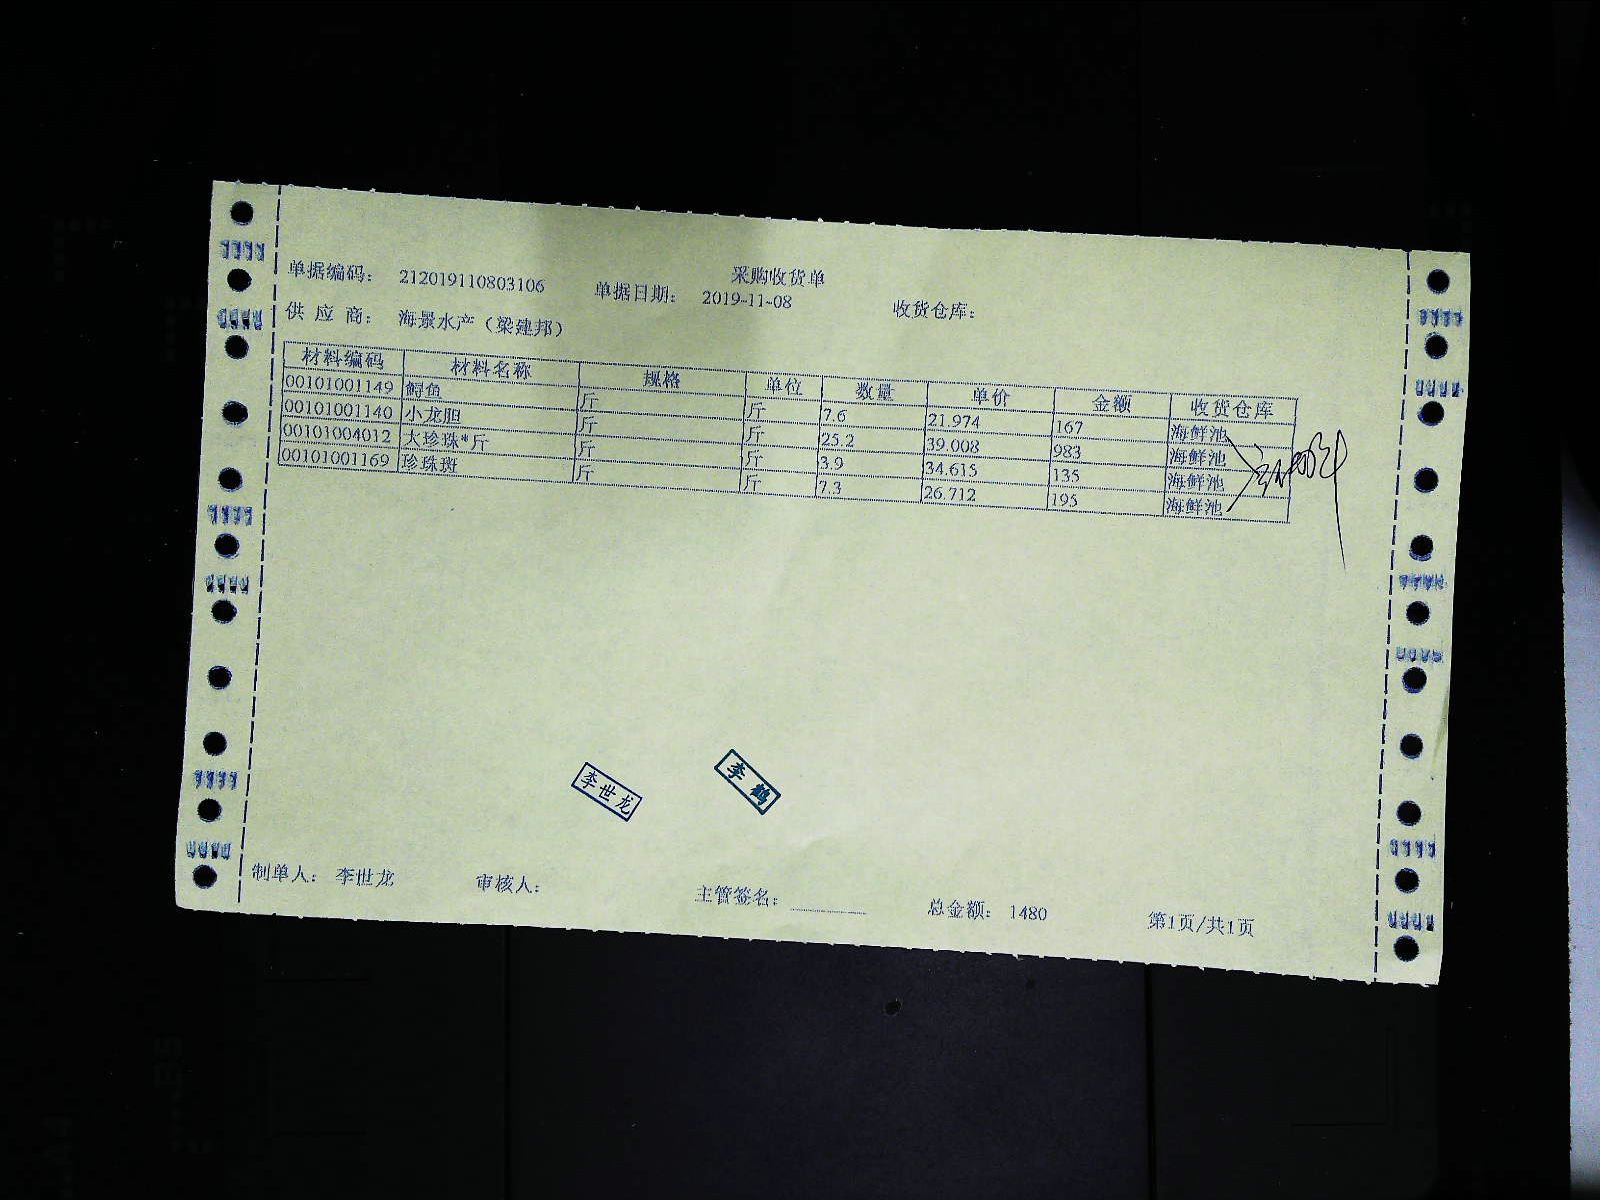 采购收货单
单据编码： 212019110803106 单据日期： 2019-11-08 收货仓库：
供 应 商： 海景水产（梁建邦）
材料编码 材料名称 规格 单位 数量 单价 金额 收货仓库
00101001149 鲟鱼 斤 斤 7.6 21.974 167 海鲜池
00101001140 小龙胆 斤 斤 25.2 39.008 983 海鲜池
00101004012 大珍珠*斤 斤 斤 3.9 34.615 135 海鲜池
00101001169 珍珠斑 斤 斤 7.3 26.712 195 海鲜池
李世龙 李鹤
制单人： 李世龙 审核人： 主管签名： 总金额： 1480 第1页/共1页